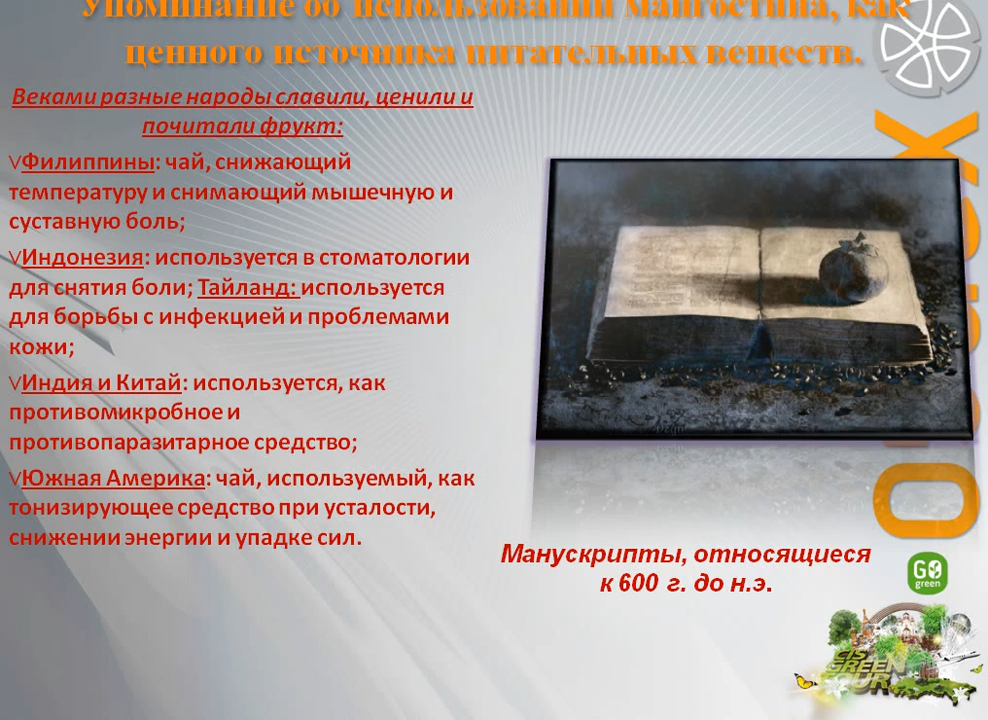 Упоминание об использовании мангостина, как
ценного источника питательных веществ.
Веками разные народы славили, ценили и
почитали фрукт:
√Филиппины: чай, снижающий
температуру и снимающий мышечную и
суставную боль;
√Индонезия: используется в стоматологии
для снятия боли; Тайланд: используется
для борьбы с инфекцией и проблемами
кожи;
√Индия и Китай: используется, как
противомикробное и
противопаразитарное средство;
√Южная Америка: чай, используемый, как
тонизирующее средство при усталости,
снижении энергии и упадке сил.
Манускрипты, относящиеся
к 600 г. до н.э.
GO
green
CIS
GREEN
TOUR